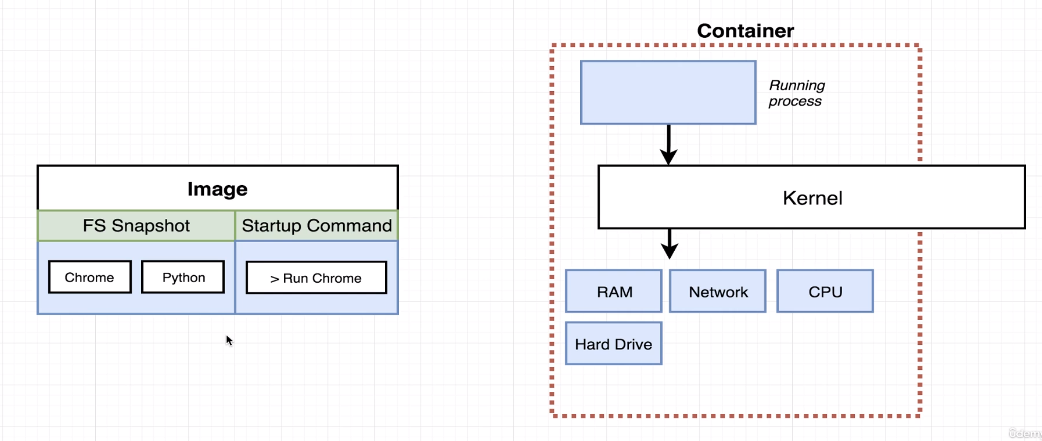 Container
Running
process
Image
Kernel
FS Snapshot
Startup Command
Chrome
Python
> Run Chrome
RAM
Network
CPU
Hard Drive